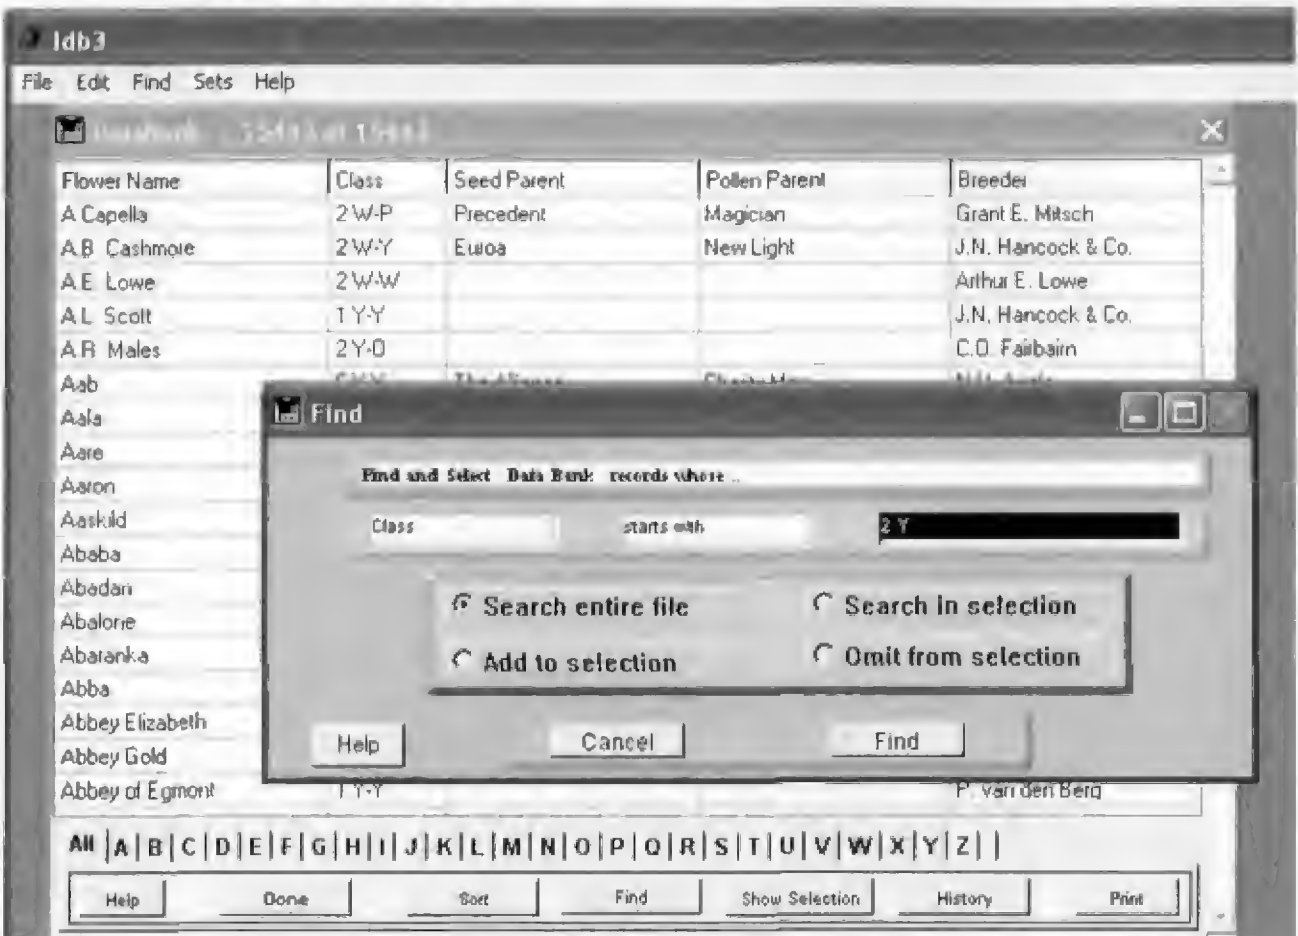 Idb3
File Edit Find Sets Help
Flower Name Class Seed Parent Pollen Parent Breeder
A Capella 2 W-P Precedent Magician Grant E. Mitsch
A.B Cashmore 2 W-Y Euroa New Light J.N. Hancock & Co.
A.E Lowe 2 W-W Arthur E. Lowe
A.L Scott 1 Y-Y J.N. Hancock & Co.
A.R Males 2 Y-O C.O. Fairbairn
Aab
Aala
Aare
Aaron
Aaskild
Ababa
Abadan
Abalone
Abaranka
Abba
Abbey Elizabeth
Abbey Gold
Abbey of Egmont 1 Y-Y P. van den Berg
Find
Find and Select Data Bank records whose ..
Class starts with 2 Y
Search entire file Search in selection
Add to selection Omit from selection
Help Cancel Find
All A B C D E F G H I J K L M N O P Q R S T U V W X Y Z
Help Done Sort Find Show Selection History Print